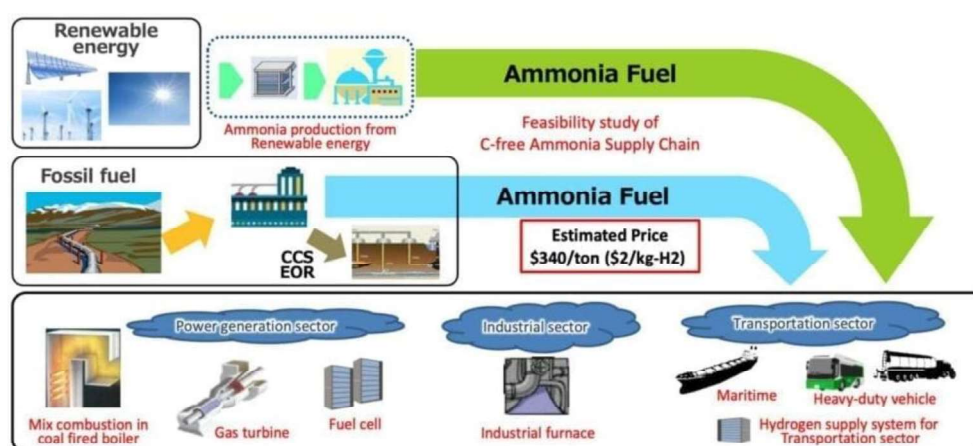 Renewable
energy
Ammonia Fuel
Ammonia production from
Renewable energy
Feasibility study of
C-free Ammonia Supply Chain
Fossil fuel
CCS
EOR
Ammonia Fuel
Estimated Price
$340/ton ($2/kg-H2)
Power generation sector
Industrial sector
Transportation sector
Mix combustion in
coal fired boiler
Gas turbine
Fuel cell
Industrial furnace
Maritime
Heavy-duty vehicle
Hydrogen supply system for
Transportation sector